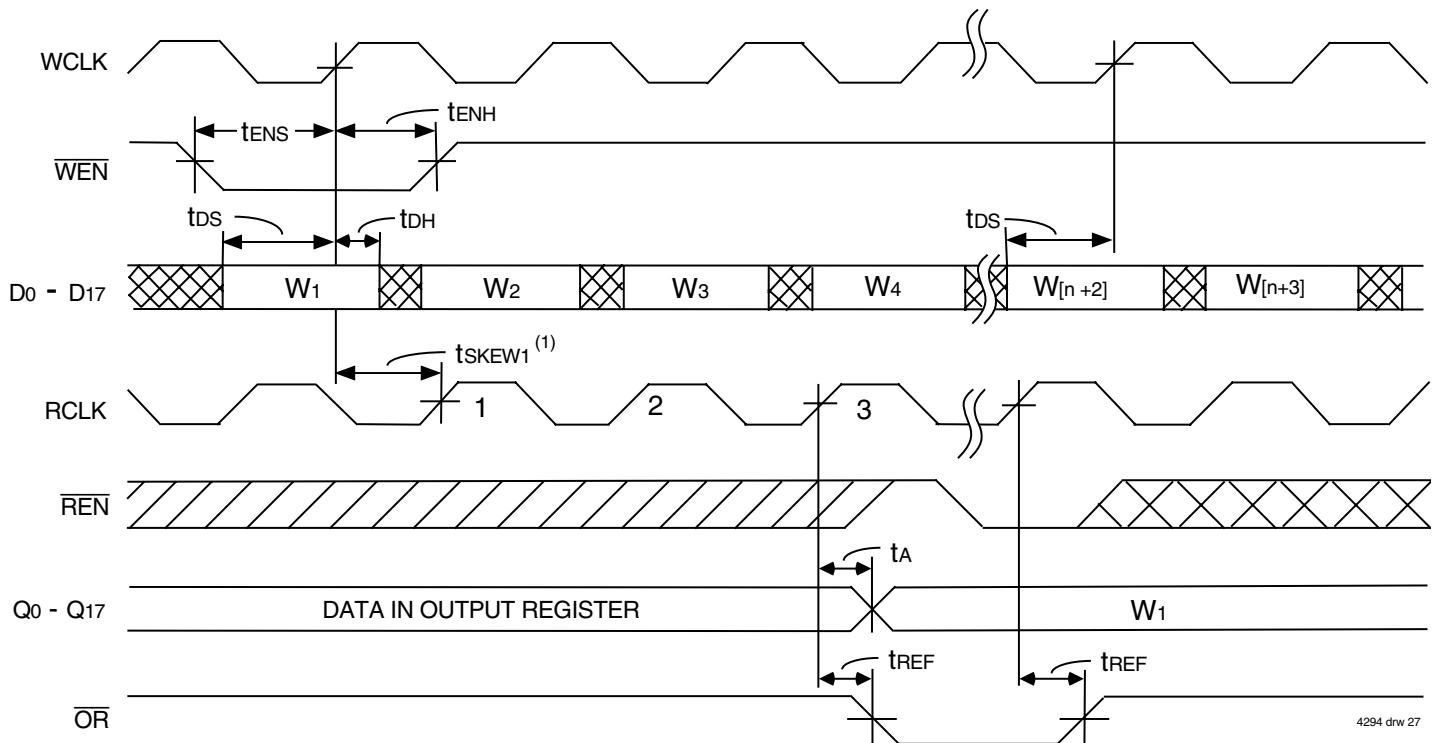 WCLK
tENS
tENH
WEN
tDS
tDH
tDS
D0 - D17
W1
W2
W3
W4
W[n +2]
W[n+3]
tSKEW1 (1)
RCLK
1
2
3
REN
tA
Q0 - Q17
DATA IN OUTPUT REGISTER
W1
tREF
tREF
OR
4294 drw 27